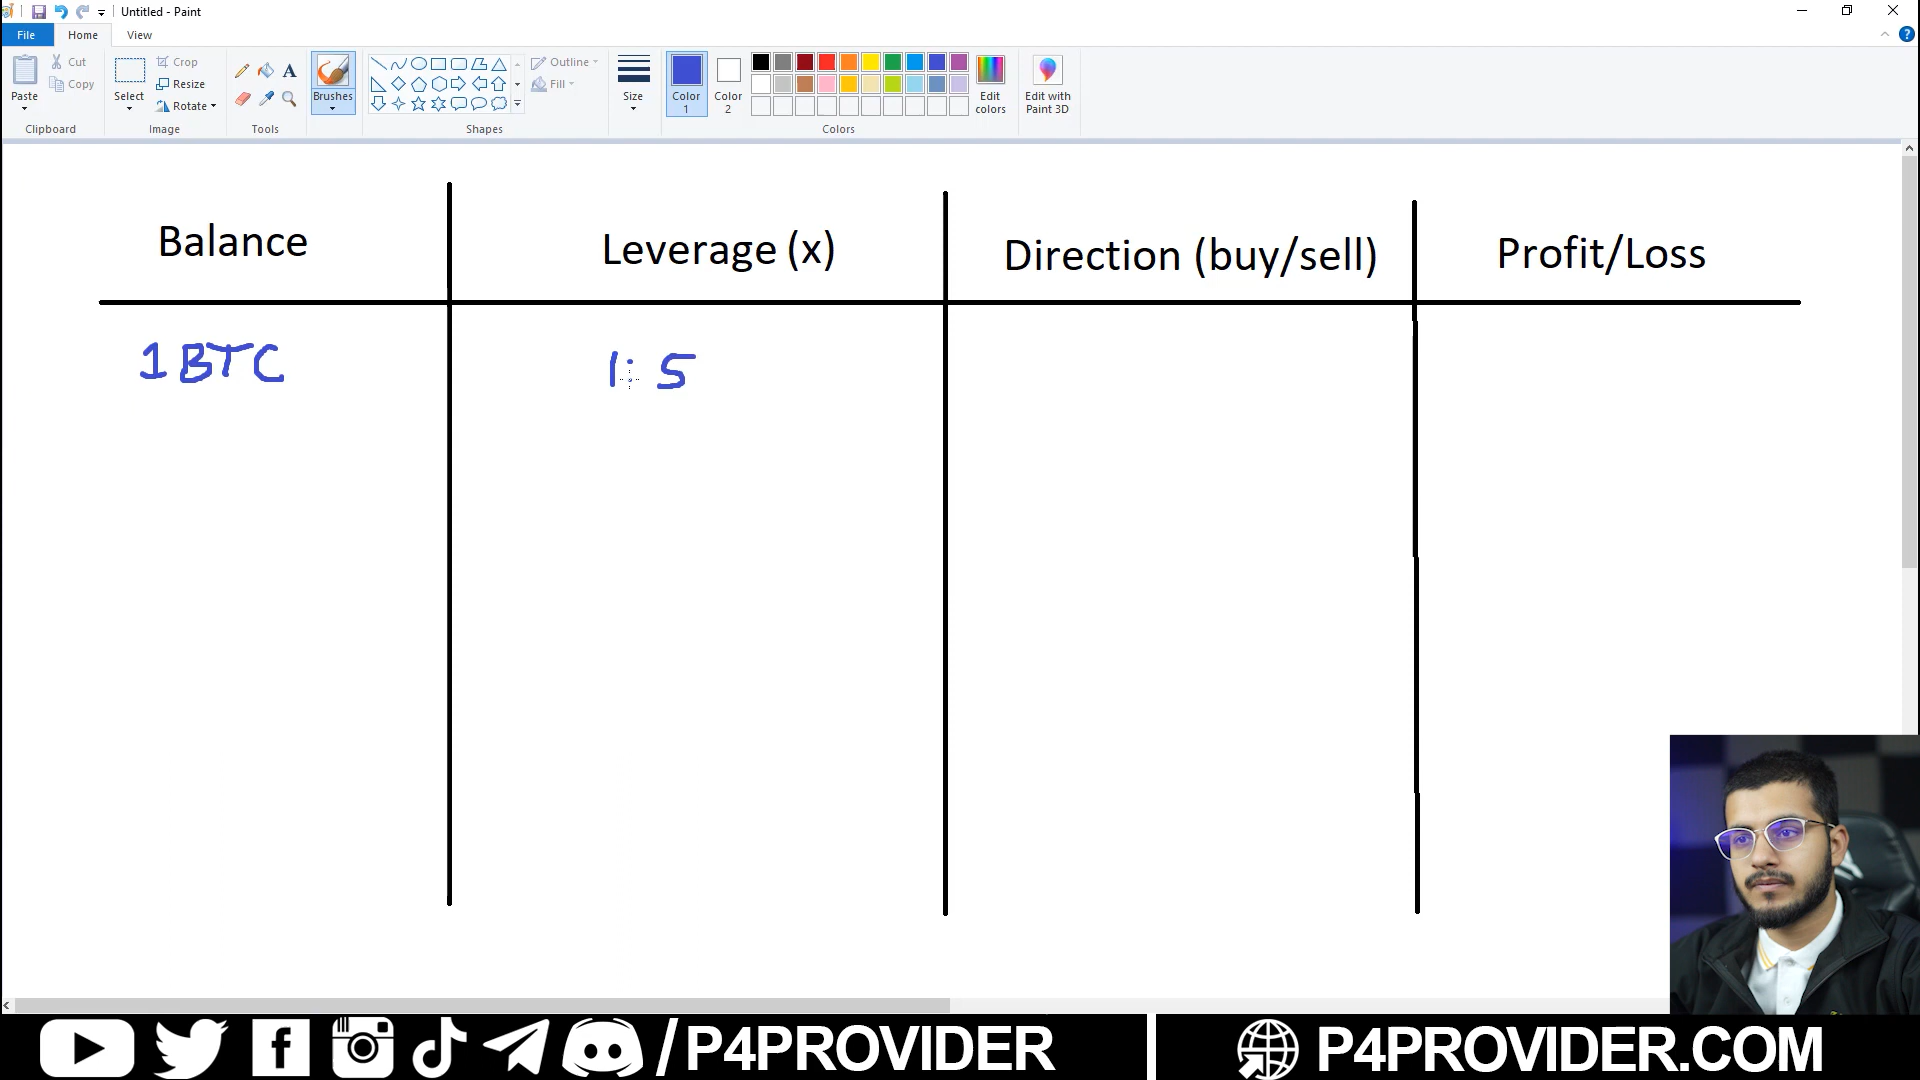 Untitled - Paint
File Home View
Paste
Cut
Copy
Clipboard
Select
Crop
Resize
Rotate
Image
A
Tools
Brushes
Outline
Fill
Shapes
Size
Color 1
Color 2
Edit colors
Colors
Edit with Paint 3D
?
Balance Leverage (x) Direction (buy/sell) Profit/Loss
1 BTC 1: 5
/P4PROVIDER P4PROVIDER.COM